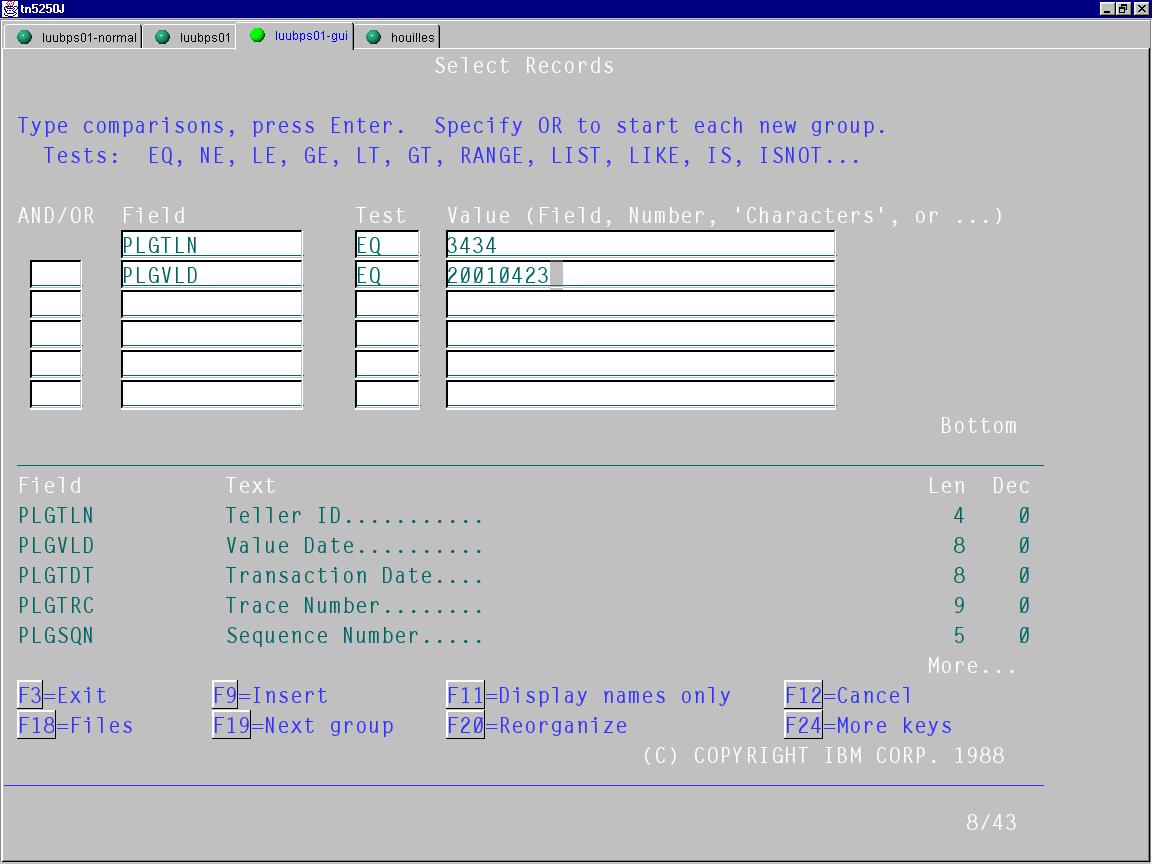 tn5250J
luubps01-normal luubps01 luubps01-gui houilles
Select Records
Type comparisons, press Enter. Specify OR to start each new group.
Tests: EQ, NE, LE, GE, LT, GT, RANGE, LIST, LIKE, IS, ISNOT...
AND/OR Field Test Value (Field, Number, 'Characters', or ...)
PLGTLN EQ 3434
PLGVLD EQ 20010423
Bottom
Field Text Len Dec
PLGTLN Teller ID........... 4 0
PLGVLD Value Date.......... 8 0
PLGTDT Transaction Date.... 8 0
PLGTRC Trace Number........ 9 0
PLGSQN Sequence Number..... 5 0
More...
F3=Exit F9=Insert F11=Display names only F12=Cancel
F18=Files F19=Next group F20=Reorganize F24=More keys
(C) COPYRIGHT IBM CORP. 1988
8/43